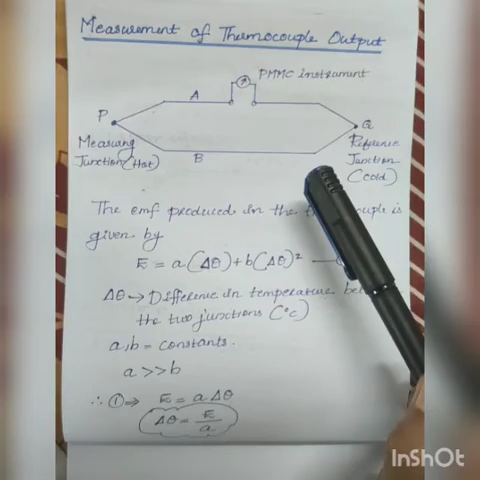 Measurement of Thermocouple Output
PMMC instrument
A
P
Q
Measuring
Junction (Hot)
B
Reference
Junction
(cold)
The emf produced in the
is
given by
E = a(Δθ) + b(Δθ)²
Δθ → Difference in temperature
the two junctions (°C)
a, b = constants.
a >> b
∴ ① ⇒ E = a Δθ
Δθ = E/a
InShOt